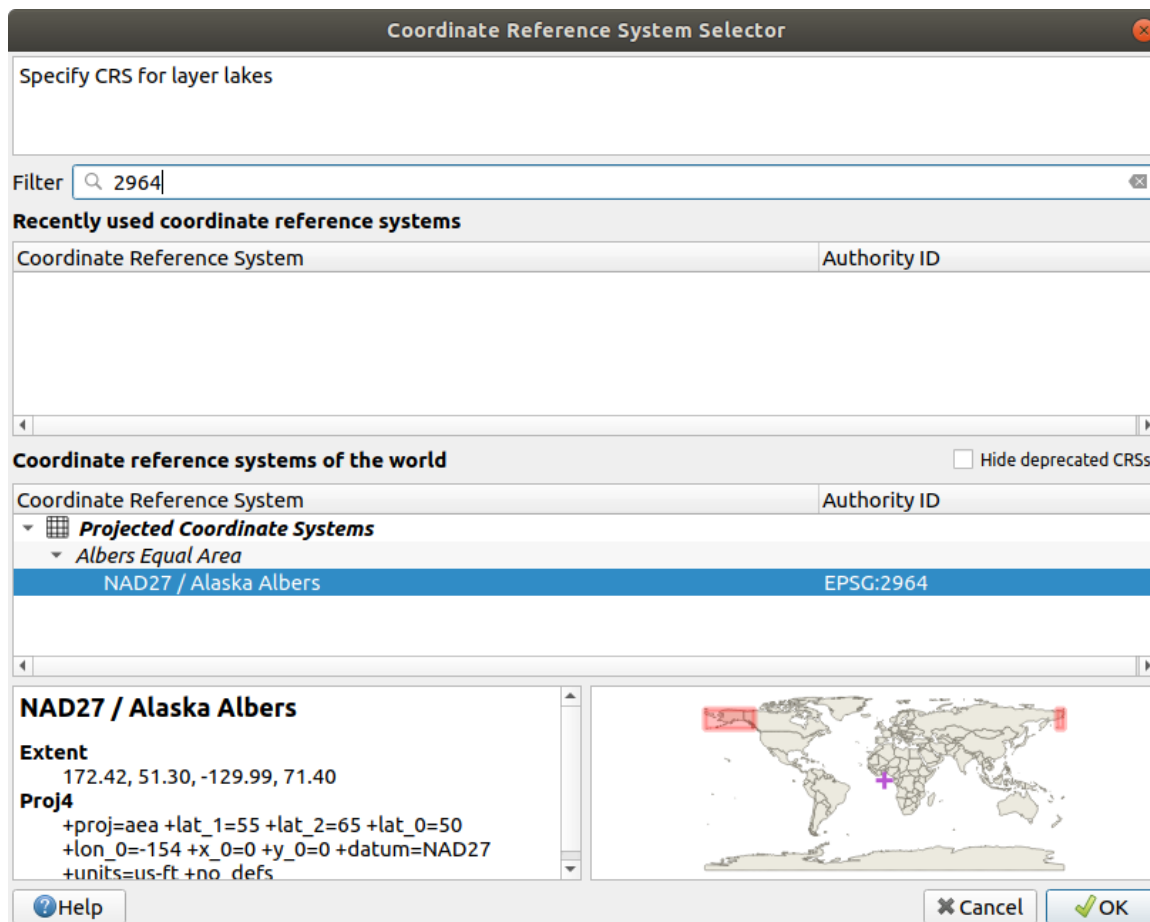 Coordinate Reference System Selector
Specify CRS for layer lakes
Filter 2964
Recently used coordinate reference systems
Coordinate Reference System Authority ID
Coordinate reference systems of the world Hide deprecated CRSs
Coordinate Reference System Authority ID
Projected Coordinate Systems
Albers Equal Area
NAD27 / Alaska Albers EPSG:2964
NAD27 / Alaska Albers
Extent
172.42, 51.30, -129.99, 71.40
Proj4
+proj=aea +lat_1=55 +lat_2=65 +lat_0=50
+lon_0=-154 +x_0=0 +y_0=0 +datum=NAD27
+units=us-ft +no_defs
Help Cancel OK